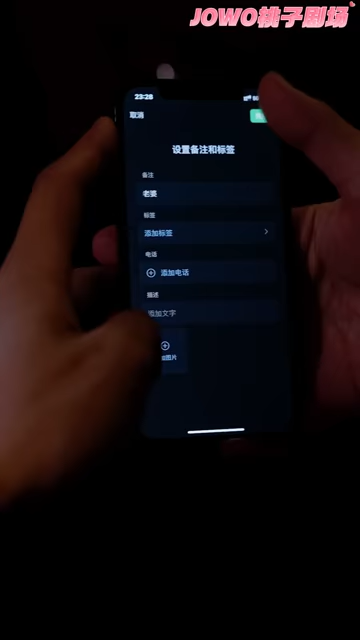 JOWO桃子剧场
23:28
取消
设置备注和标签
备注
老婆
标签
添加标签
电话
添加电话
描述
添加文字